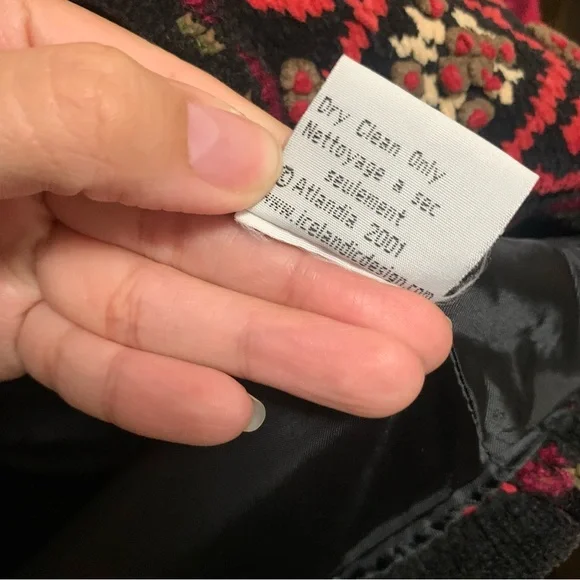 Dry Clean Only
Nettoyage a sec
seulement
© Atlandia 2001
www.icelandicdesign.com